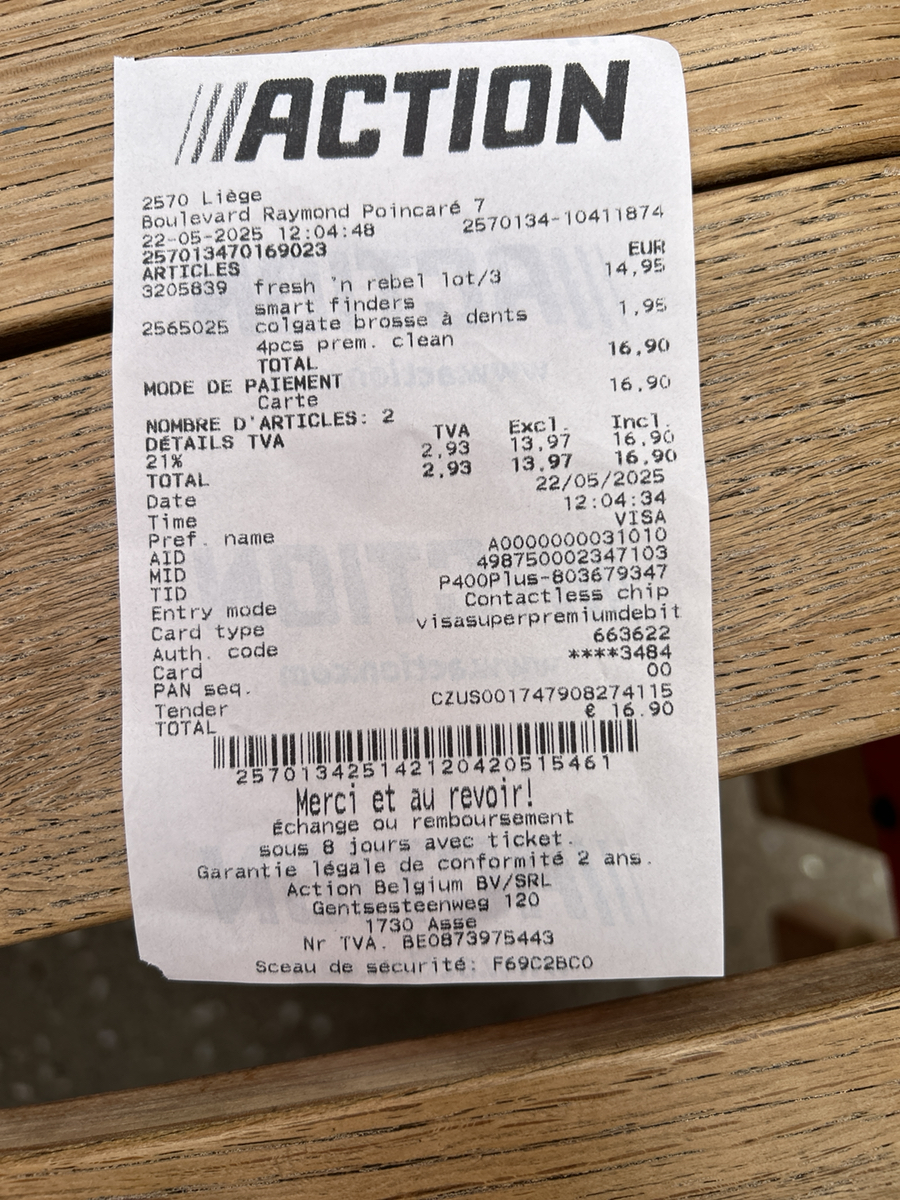 ACTION
2570 Liège
Boulevard Raymond Poincaré 7
22-05-2025 12:04:48 2570134-10411874
257013470169023
ARTICLES EUR
3205839 fresh 'n rebel lot/3 14,95
smart finders
2565025 colgate brosse à dents 1,95
4pcs prem. clean
TOTAL 16,90
MODE DE PAIEMENT
Carte 16,90
NOMBRE D'ARTICLES: 2
DÉTAILS TVA TVA Excl. Incl.
21% 2,93 13,97 16,90
TOTAL 2,93 13,97 16,90
Date 22/05/2025
Time 12:04:34
Pref. name VISA
AID A0000000031010
MID 498750002347103
TID P400Plus-803679347
Entry mode Contactless chip
Card type visasuperpremiumdebit
Auth. code 663622
Card ****3484
PAN seq. 00
Tender CZUS001747908274115
TOTAL € 16.90
2570134251421204205 15461
Merci et au revoir!
Échange ou remboursement
sous 8 jours avec ticket.
Garantie légale de conformité 2 ans.
Action Belgium BV/SRL
Gentsesteenweg 120
1730 Asse
Nr TVA. BE0873975443
Sceau de sécurité: F69C2BC0